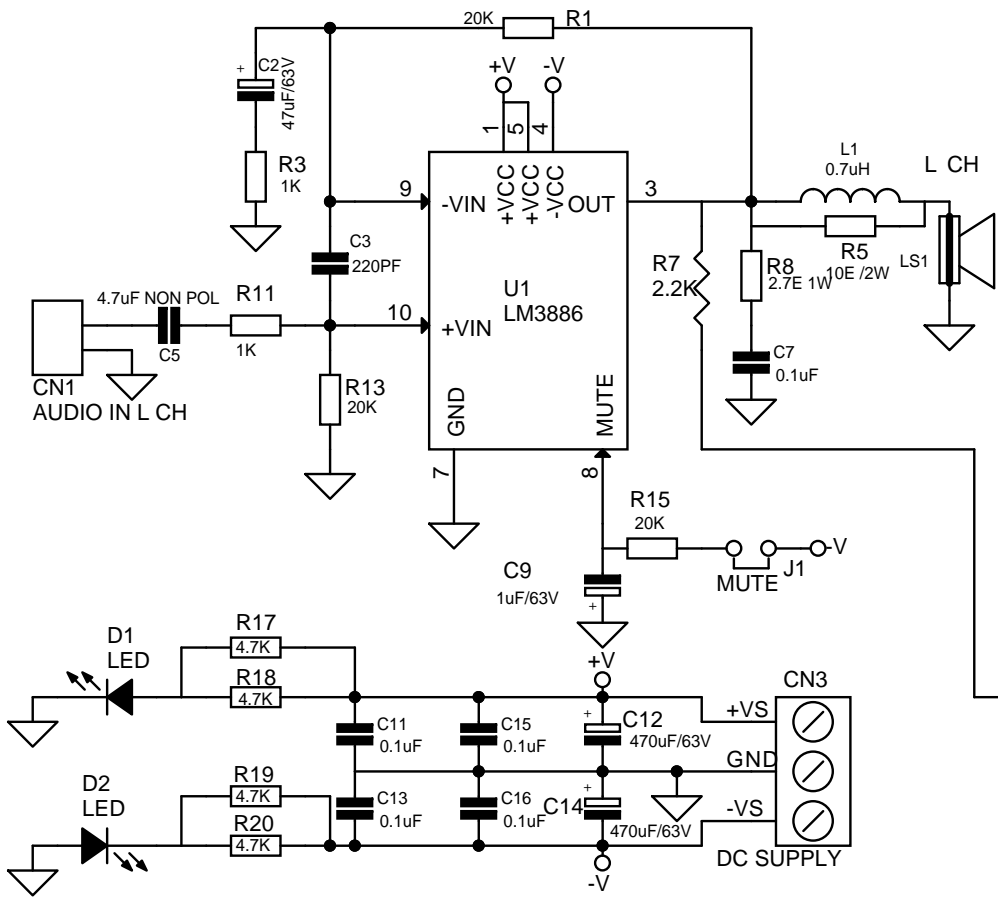 20K
R1
C2
+
47uF/63V
+V
-V
1
5
4
R3
1K
9
-VIN
+VCC
+VCC
-VCC
OUT
3
L1
0.7uH
L CH
C3
220PF
R7
2.2K
R8
2.7E 1W
R5
10E /2W
LS1
4.7uF NON POL
R11
U1
LM3886
10
+VIN
C5
1K
CN1
AUDIO IN L CH
R13
20K
C7
0.1uF
GND
MUTE
7
8
R15
20K
-V
J1
MUTE
C9
1uF/63V
+
D1
LED
R17
4.7K
R18
4.7K
+V
CN3
+VS
C11
0.1uF
C15
0.1uF
+
C12
470uF/63V
GND
D2
LED
R19
4.7K
R20
4.7K
C13
0.1uF
C16
0.1uF
+
C14
470uF/63V
-VS
-V
DC SUPPLY